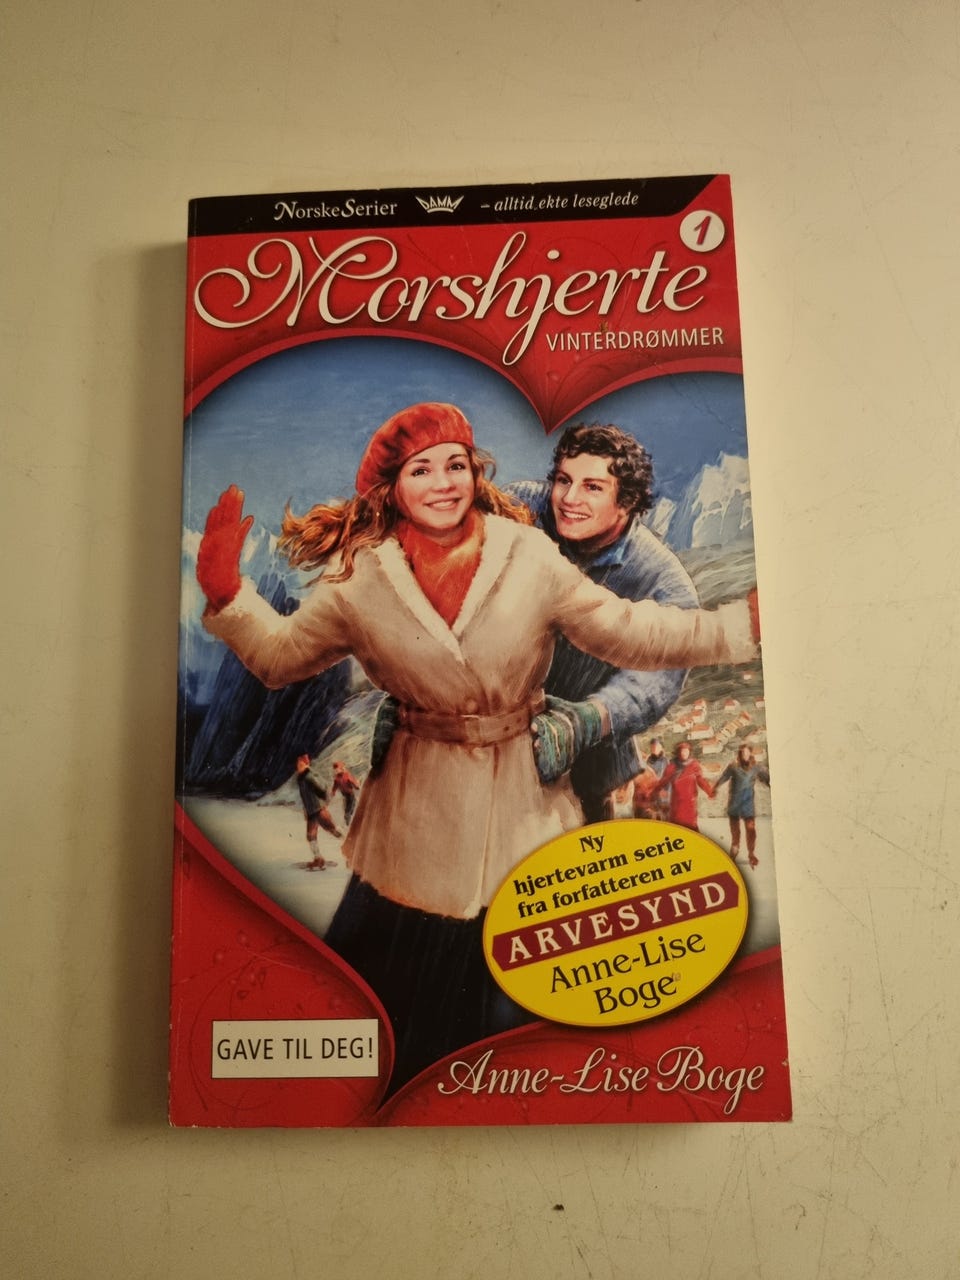 NorskeSerier DAMM – alltid ekte leseglede
1
Morshjerte
VINTERDRØMMER
Ny
hjertevarm serie
fra forfatteren av
ARVESYND
Anne-Lise
Boge
GAVE TIL DEG!
Anne-Lise Boge